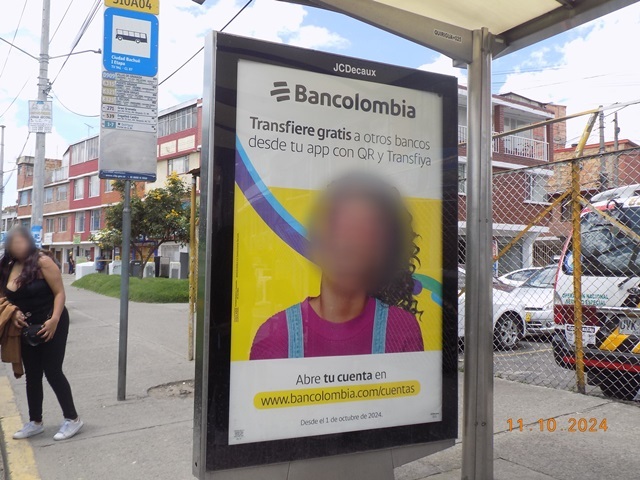 510A04
Ciudad Bachué
I Etapa
JCDecaux
Bancolombia
Transfiere gratis a otros bancos
desde tu app con QR y Transfiya
Abre tu cuenta en
www.bancolombia.com/cuentas
Desde el 1 de octubre de 2024.
11.10.2024